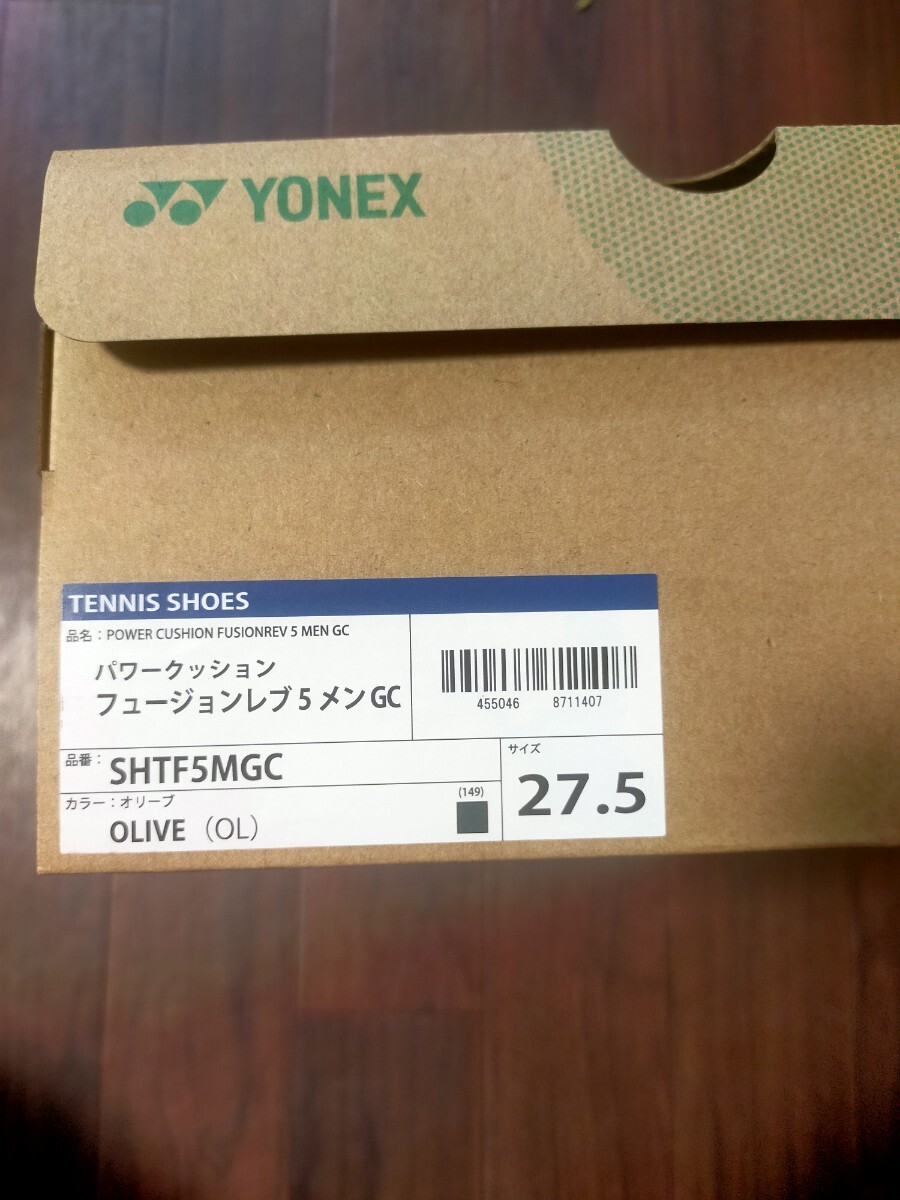 YONEX
TENNIS SHOES
品名：POWER CUSHION FUSIONREV 5 MEN GC
パワークッション
フュージョンレブ 5 メン GC
455046 8711407
品番：
SHTF5MGC
カラー：オリーブ
(149)
OLIVE（OL）
サイズ
27.5